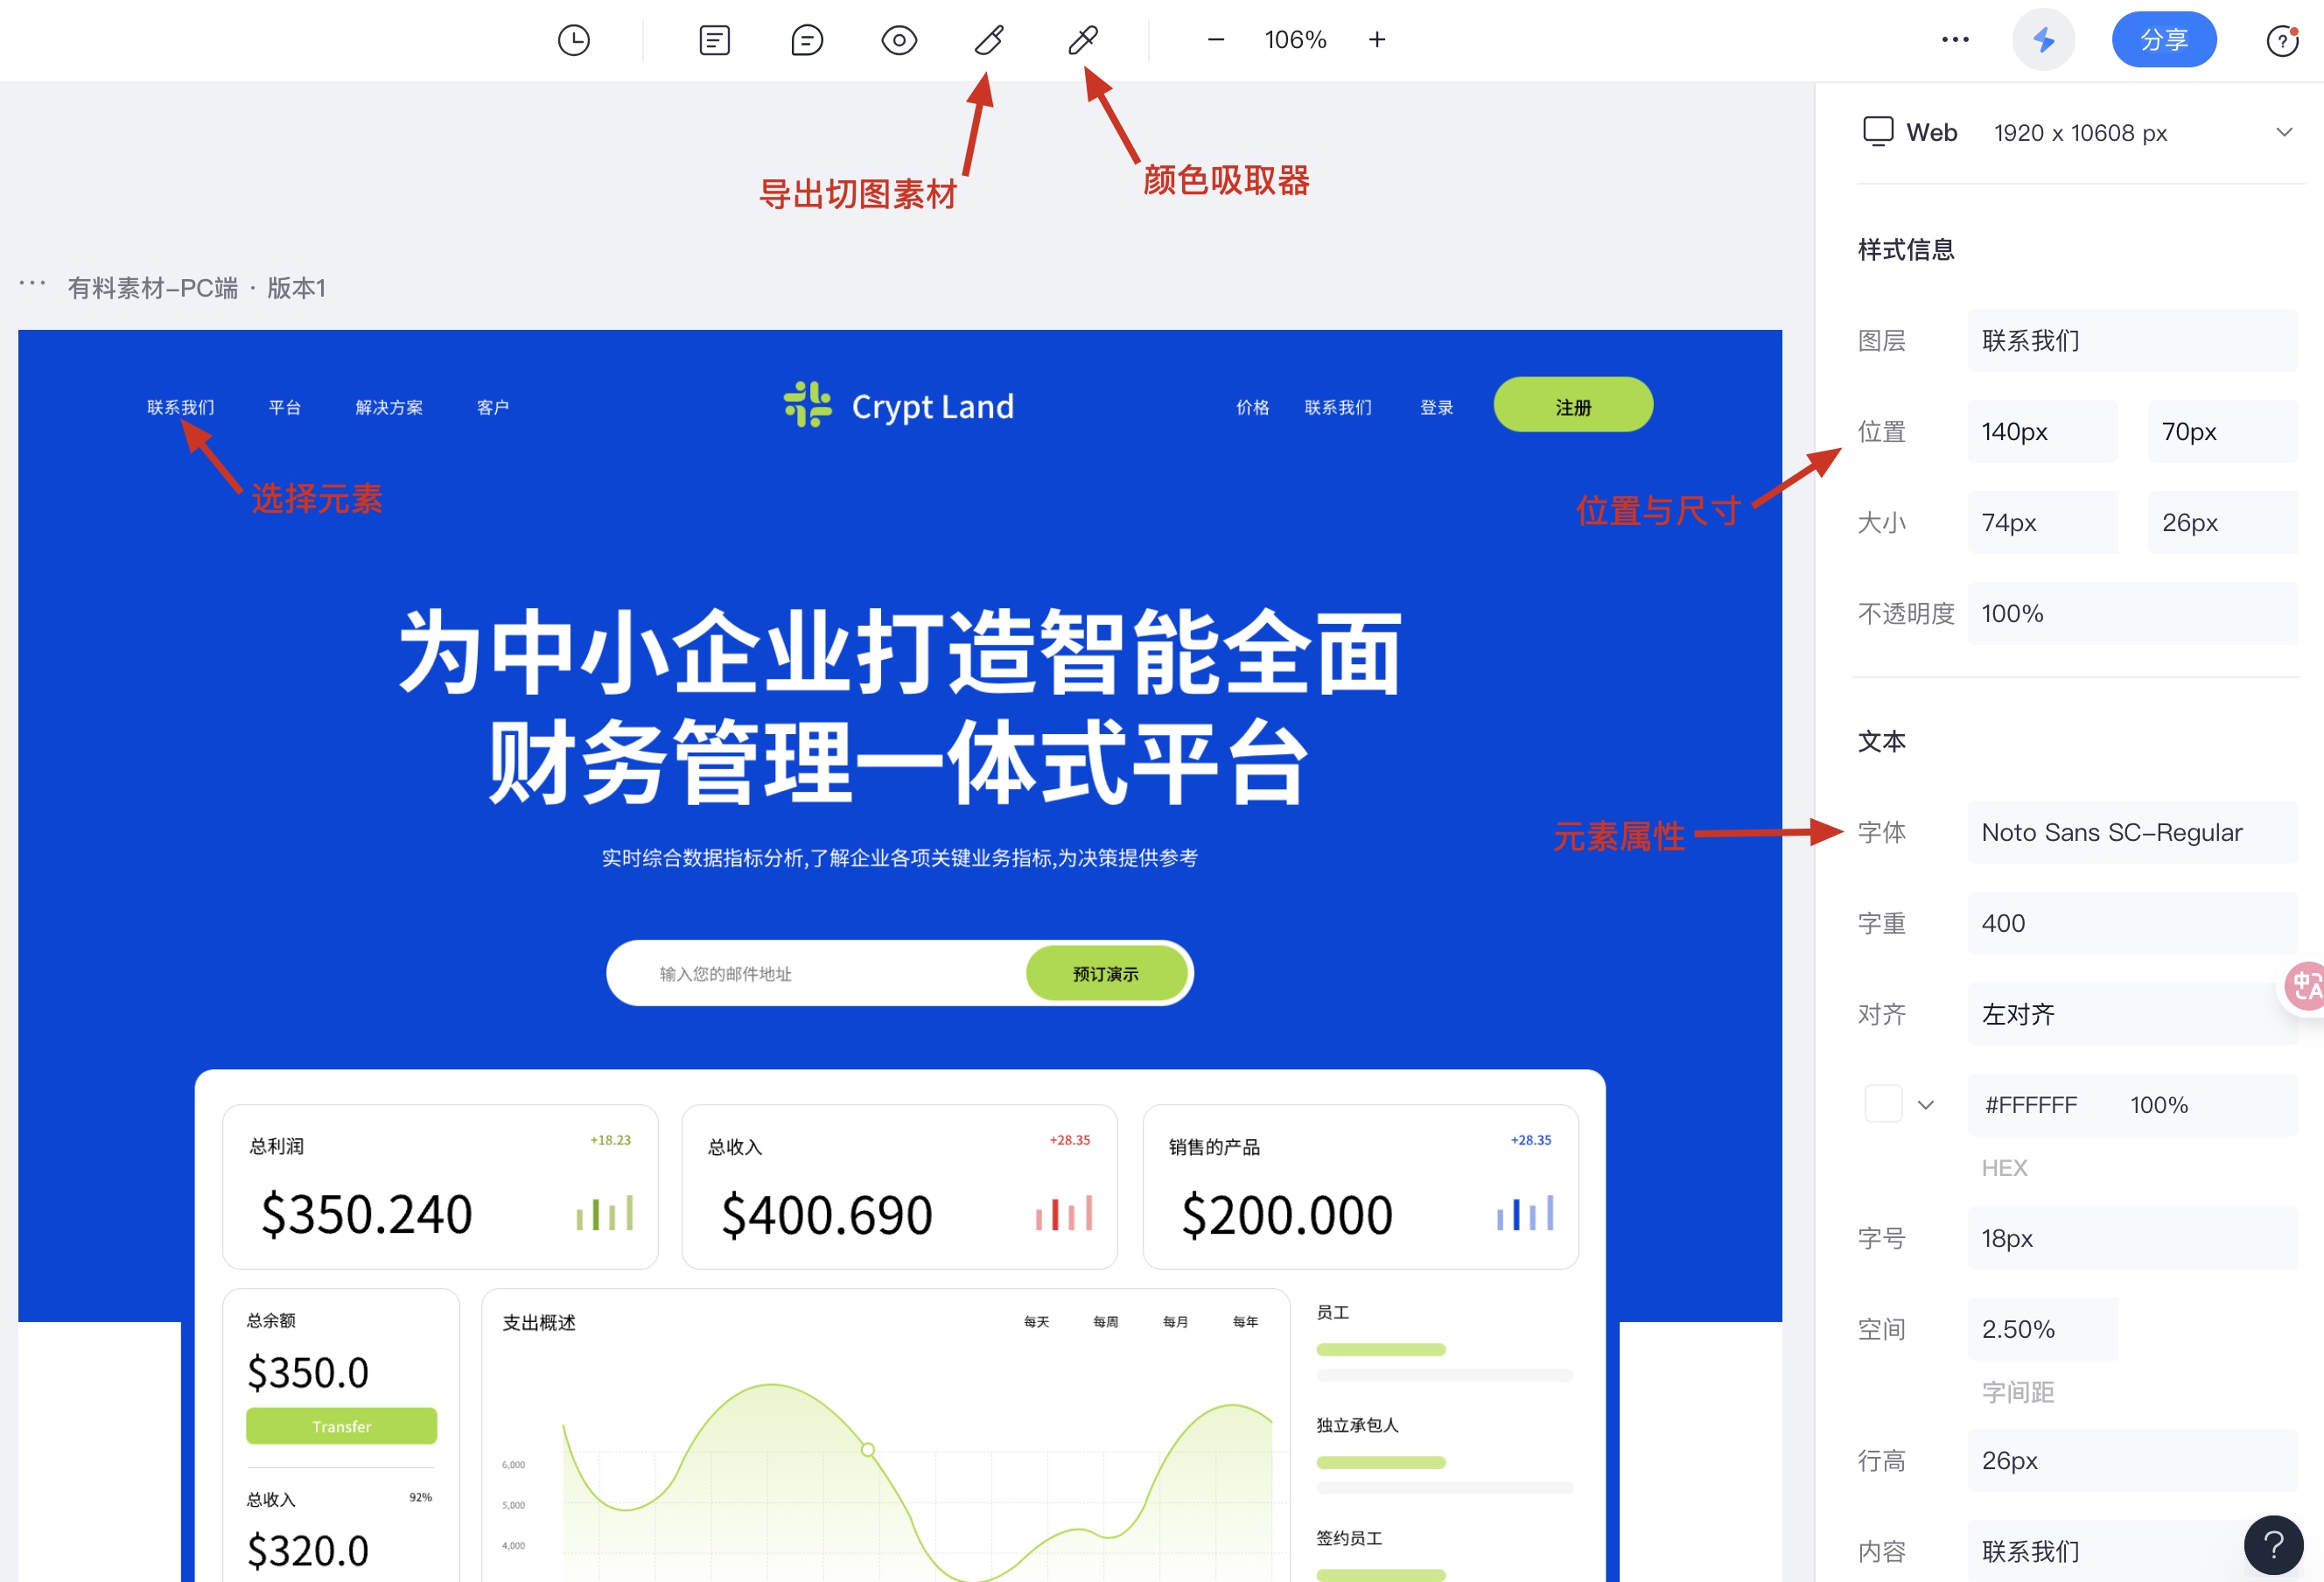 106%
分享
Web 1920 x 10608 px
导出切图素材
颜色吸取器
有料素材-PC端 · 版本1
联系我们 平台 解决方案 客户
Crypt Land
价格 联系我们 登录 注册
选择元素
为中小企业打造智能全面
财务管理一体式平台
实时综合数据指标分析,了解企业各项关键业务指标,为决策提供参考
输入您的邮件地址
预订演示
总利润 +18.23
$350.240
总收入 +28.35
$400.690
销售的产品 +28.35
$200.000
总余额
$350.0
Transfer
总收入 92%
$320.0
支出概述 每天 每周 每月 每年
6,000
5,000
4,000
员工
独立承包人
签约员工
位置与尺寸
元素属性
样式信息
图层 联系我们
位置 140px 70px
大小 74px 26px
不透明度 100%
文本
字体 Noto Sans SC-Regular
字重 400
对齐 左对齐
#FFFFFF 100%
HEX
字号 18px
空间 2.50%
字间距
行高 26px
内容 联系我们
中A
?